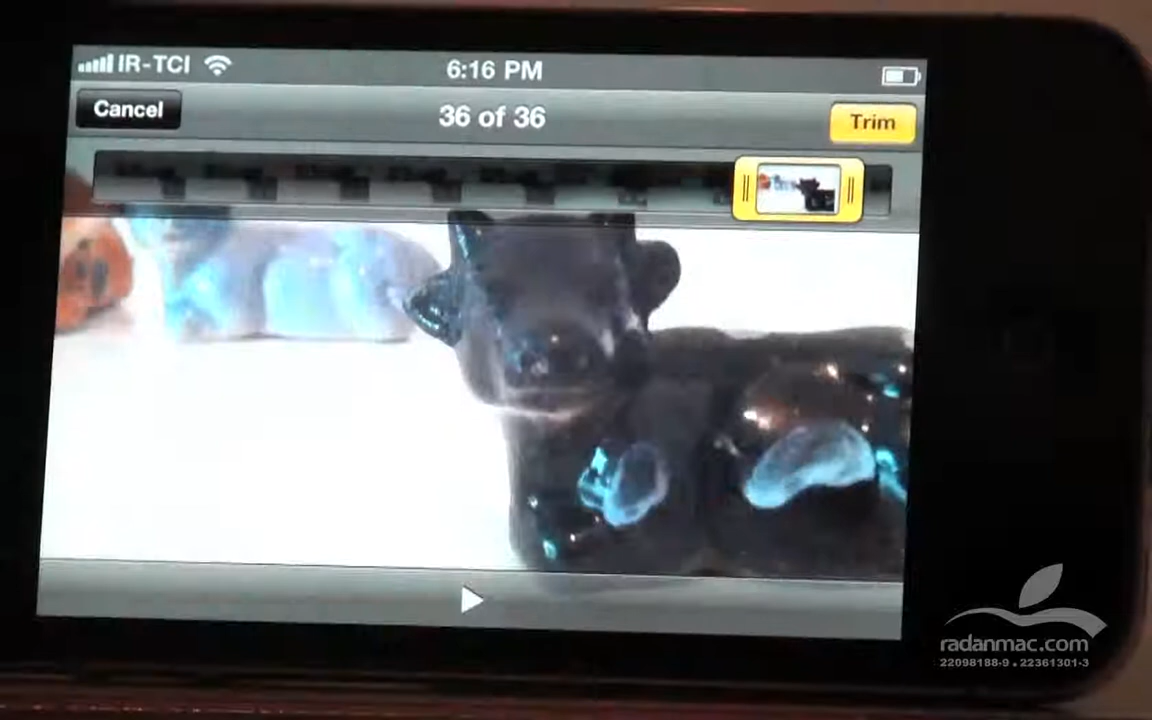 IR-TCI
6:16 PM
Cancel
36 of 36
Trim
radanmac.com
22098188-9 . 22361301-3